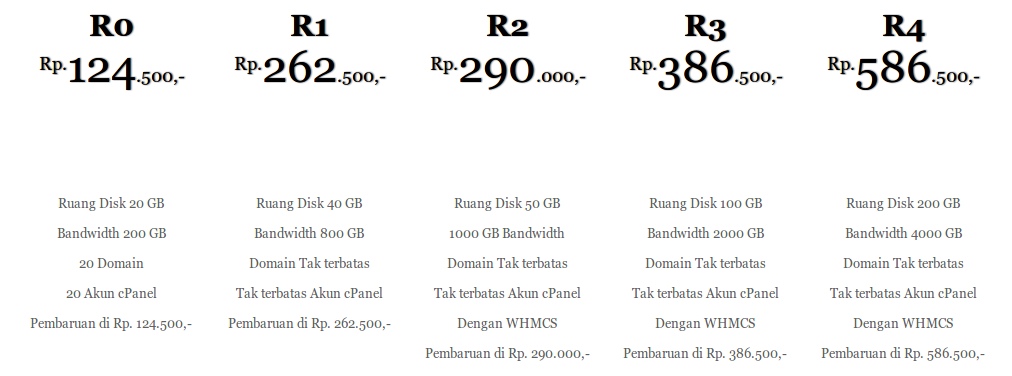 R0
Rp.124.500,-
Ruang Disk 20 GB
Bandwidth 200 GB
20 Domain
20 Akun cPanel
Pembaruan di Rp. 124.500,-
R1
Rp.262.500,-
Ruang Disk 40 GB
Bandwidth 800 GB
Domain Tak terbatas
Tak terbatas Akun cPanel
Pembaruan di Rp. 262.500,-
R2
Rp.290.000,-
Ruang Disk 50 GB
1000 GB Bandwidth
Domain Tak terbatas
Tak terbatas Akun cPanel
Dengan WHMCS
Pembaruan di Rp. 290.000,-
R3
Rp.386.500,-
Ruang Disk 100 GB
Bandwidth 2000 GB
Domain Tak terbatas
Tak terbatas Akun cPanel
Dengan WHMCS
Pembaruan di Rp. 386.500,-
R4
Rp.586.500,-
Ruang Disk 200 GB
Bandwidth 4000 GB
Domain Tak terbatas
Tak terbatas Akun cPanel
Dengan WHMCS
Pembaruan di Rp. 586.500,-